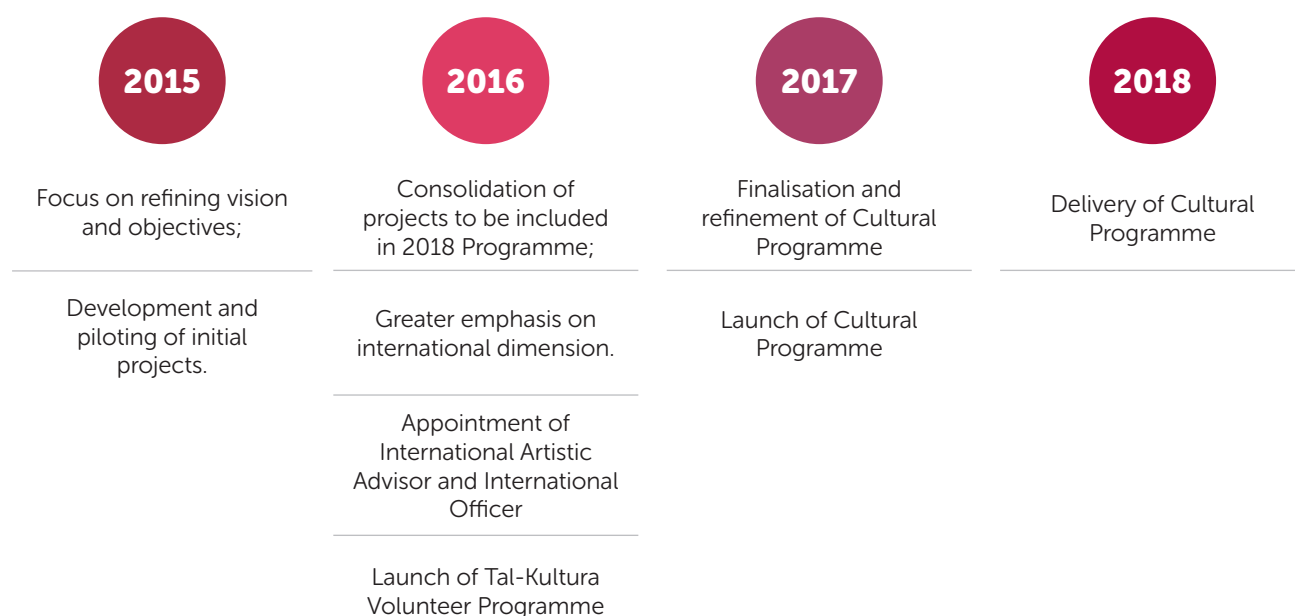 2015
Focus on refining vision
and objectives;
Development and
piloting of initial
projects.
2016
Consolidation of
projects to be included
in 2018 Programme;
Greater emphasis on
international dimension.
Appointment of
International Artistic
Advisor and International
Officer
Launch of Tal-Kultura
Volunteer Programme
2017
Finalisation and
refinement of Cultural
Programme
Launch of Cultural
Programme
2018
Delivery of Cultural
Programme